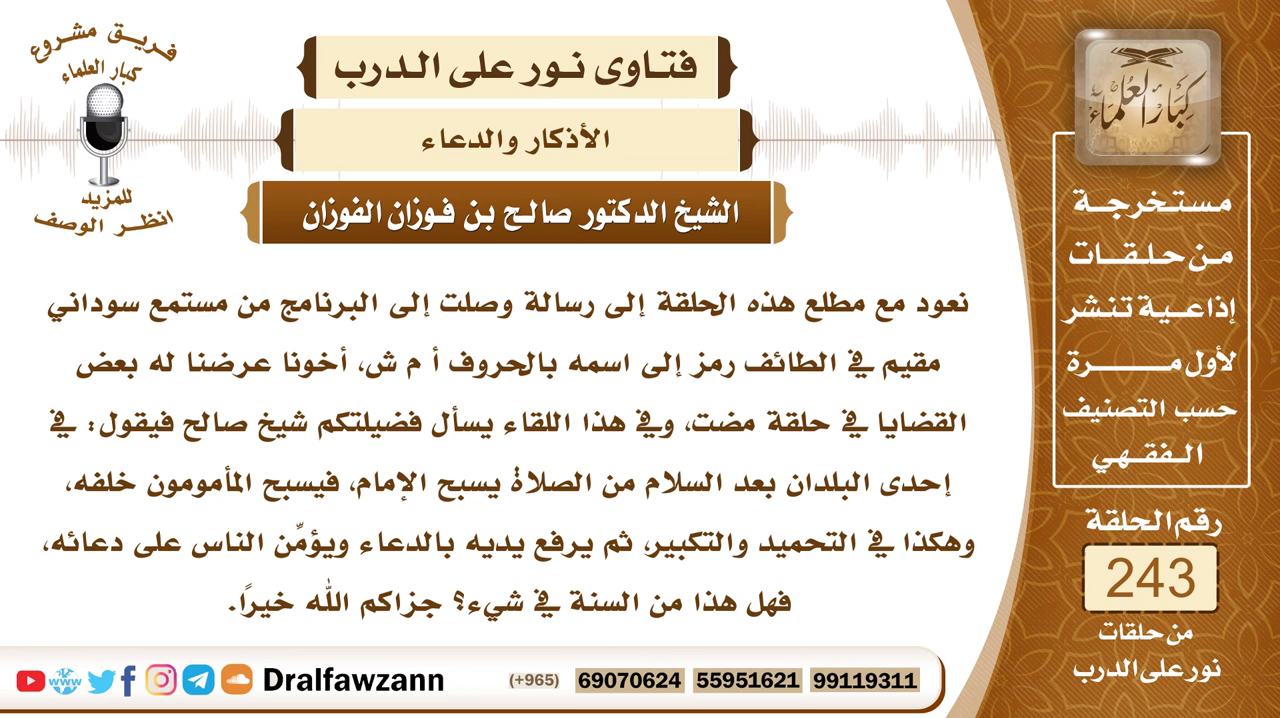 فريق مشروع
كبار العلماء
للمزيد
انظر الوصف
فتاوى نور على الدرب
الأذكار والدعاء
الشيخ الدكتور صالح بن فوزان الفوزان
نعود مع مطلع هذه الحلقة إلى رسالة وصلت إلى البرنامج من مستمع سوداني
مقيم في الطائف رمز إلى اسمه بالحروف أ م ش، أخونا عرضنا له بعض
القضايا في حلقة مضت، وفي هذا اللقاء يسأل فضيلتكم شيخ صالح فيقول: في
إحدى البلدان بعد السلام من الصلاة يسبح الإمام، فيسبح المأمومون خلفه،
وهكذا في التحميد والتكبير، ثم يرفع يديه بالدعاء ويؤمِّن الناس على دعائه،
فهل هذا من السنة في شيء؟ جزاكم الله خيرًا.
كبار العلماء
مستخرجة
من حلقات
إذاعية تنشر
لأول مرة
حسب التصنيف
الفقهي
رقم الحلقة
243
من حلقات
نور على الدرب
www Dralfawzann (+965) 69070624 55951621 99119311